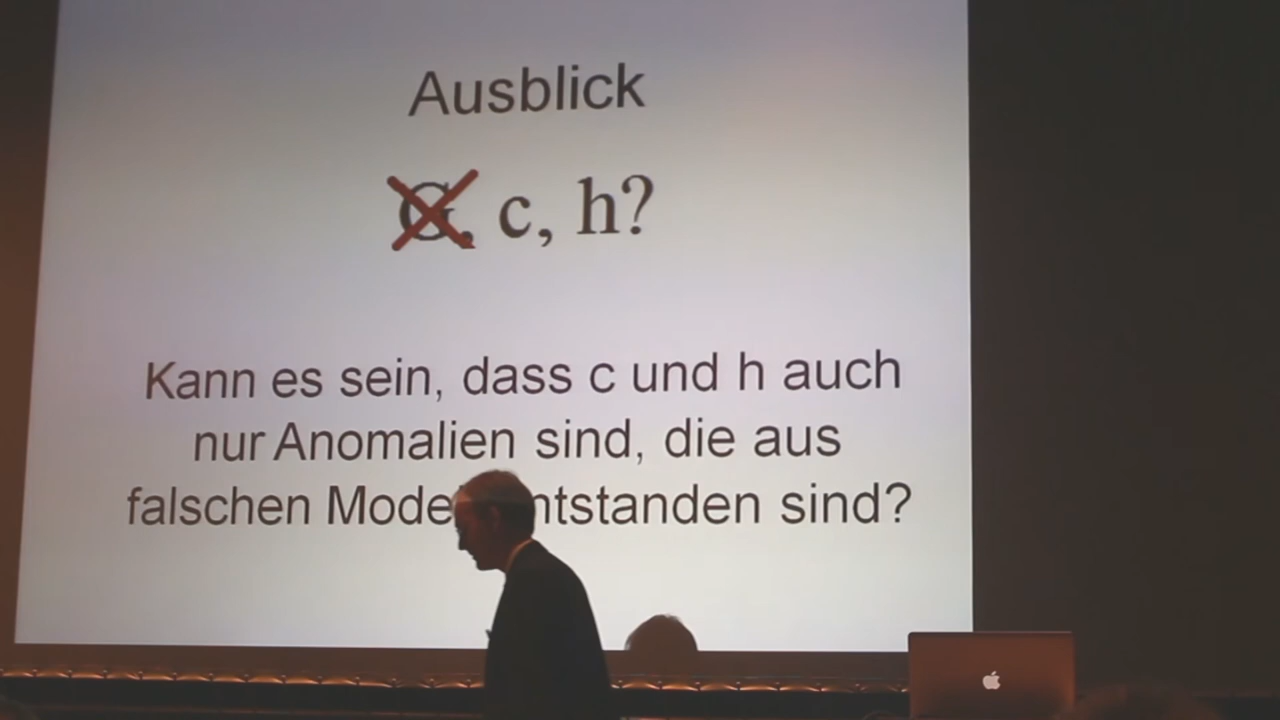 Ausblick
G, c, h?
Kann es sein, dass c und h auch
nur Anomalien sind, die aus
falschen sind?